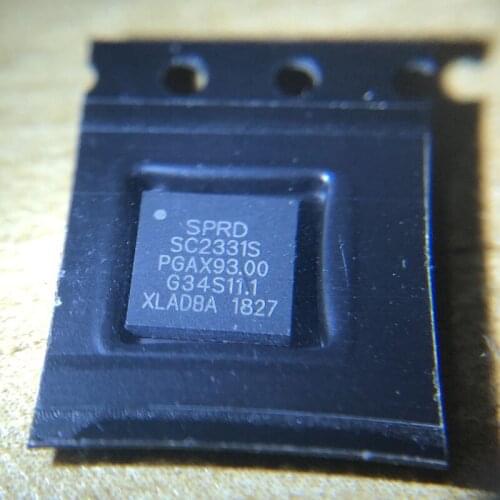 SPRD
SC2331S
PGAX93.00
G34S11.1
XLAD8A 1827